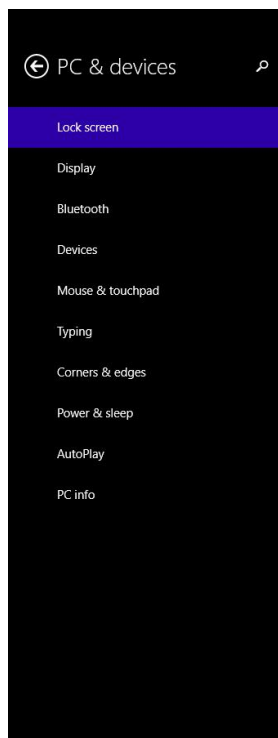 PC & devices
Lock screen
Display
Bluetooth
Devices
Mouse & touchpad
Typing
Corners & edges
Power & sleep
AutoPlay
PC info